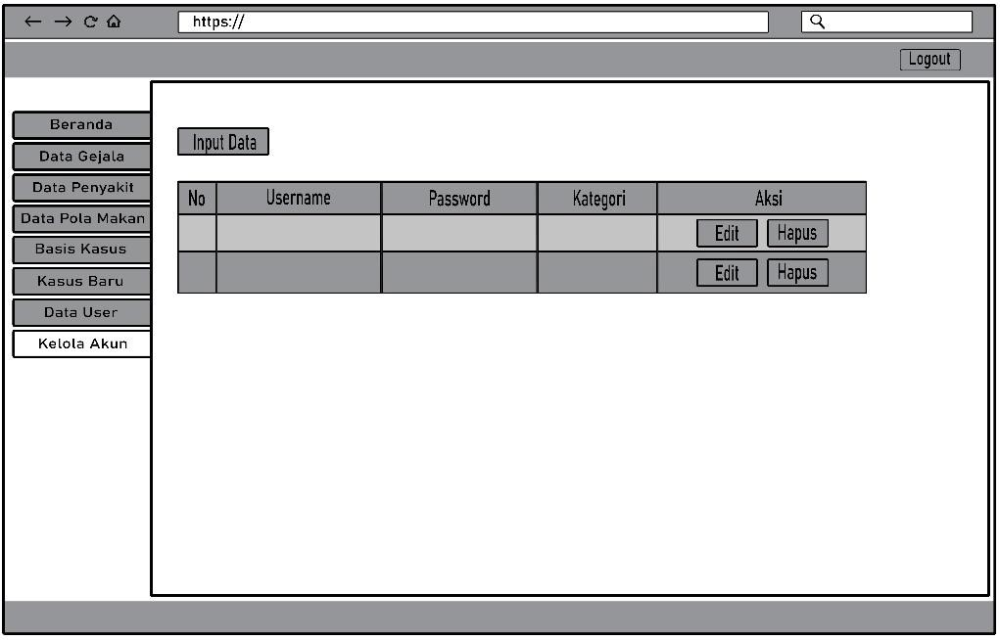 https://
Logout
Beranda
Data Gejala
Data Penyakit
Data Pola Makan
Basis Kasus
Kasus Baru
Data User
Kelola Akun
Input Data
No Username Password Kategori Aksi
Edit Hapus
Edit Hapus